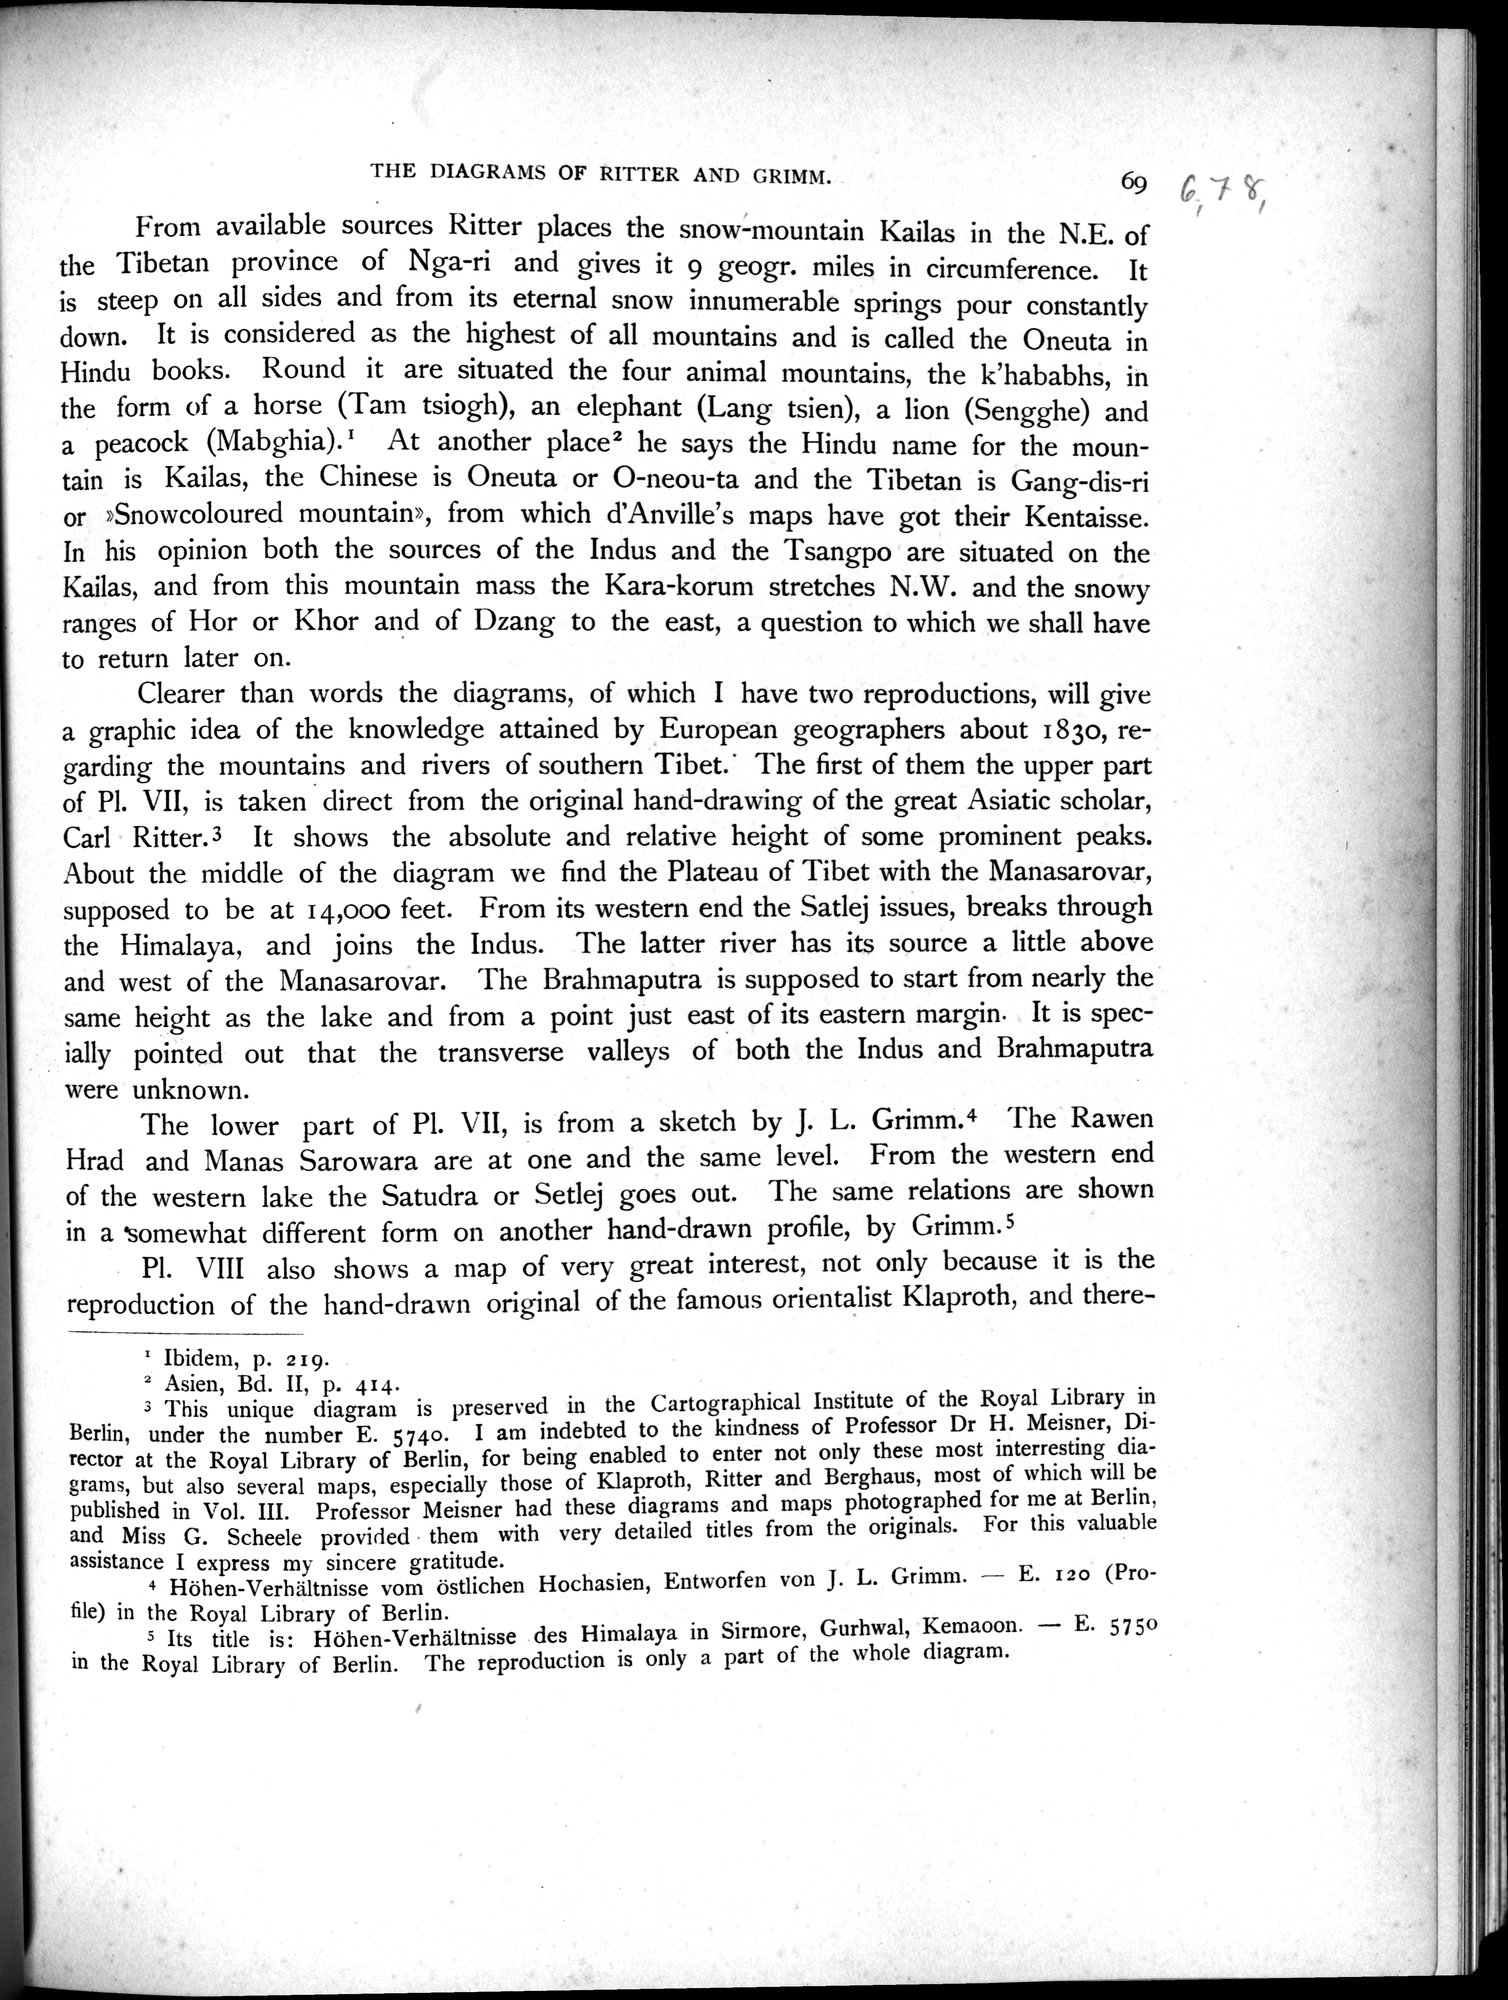 THE DIAGRAMS OF RITTER AND GRIMM.
69
6, 7 8,
From available sources Ritter places the snow-mountain Kailas in the N.E. of
the Tibetan province of Nga-ri and gives it 9 geogr. miles in circumference. It
is steep on all sides and from its eternal snow innumerable springs pour constantly
down. It is considered as the highest of all mountains and is called the Oneuta in
Hindu books. Round it are situated the four animal mountains, the k'hababhs, in
the form of a horse (Tam tsiogh), an elephant (Lang tsien), a lion (Sengghe) and
a peacock (Mabghia).¹ At another place² he says the Hindu name for the moun-
tain is Kailas, the Chinese is Oneuta or O-neou-ta and the Tibetan is Gang-dis-ri
or »Snowcoloured mountain», from which d'Anville's maps have got their Kentaisse.
In his opinion both the sources of the Indus and the Tsangpo are situated on the
Kailas, and from this mountain mass the Kara-korum stretches N.W. and the snowy
ranges of Hor or Khor and of Dzang to the east, a question to which we shall have
to return later on.
Clearer than words the diagrams, of which I have two reproductions, will give
a graphic idea of the knowledge attained by European geographers about 1830, re-
garding the mountains and rivers of southern Tibet. The first of them the upper part
of Pl. VII, is taken direct from the original hand-drawing of the great Asiatic scholar,
Carl Ritter.³ It shows the absolute and relative height of some prominent peaks.
About the middle of the diagram we find the Plateau of Tibet with the Manasarovar,
supposed to be at 14,000 feet. From its western end the Satlej issues, breaks through
the Himalaya, and joins the Indus. The latter river has its source a little above
and west of the Manasarovar. The Brahmaputra is supposed to start from nearly the
same height as the lake and from a point just east of its eastern margin. It is spec-
ially pointed out that the transverse valleys of both the Indus and Brahmaputra
were unknown.
The lower part of Pl. VII, is from a sketch by J. L. Grimm.⁴ The Rawen
Hrad and Manas Sarowara are at one and the same level. From the western end
of the western lake the Satudra or Setlej goes out. The same relations are shown
in a somewhat different form on another hand-drawn profile, by Grimm.⁵
Pl. VIII also shows a map of very great interest, not only because it is the
reproduction of the hand-drawn original of the famous orientalist Klaproth, and there-
¹ Ibidem, p. 219.
² Asien, Bd. II, p. 414.
³ This unique diagram is preserved in the Cartographical Institute of the Royal Library in
Berlin, under the number E. 5740. I am indebted to the kindness of Professor Dr H. Meisner, Di-
rector at the Royal Library of Berlin, for being enabled to enter not only these most interresting dia-
grams, but also several maps, especially those of Klaproth, Ritter and Berghaus, most of which will be
published in Vol. III. Professor Meisner had these diagrams and maps photographed for me at Berlin,
and Miss G. Scheele provided them with very detailed titles from the originals. For this valuable
assistance I express my sincere gratitude.
⁴ Höhen-Verhältnisse vom östlichen Hochasien, Entworfen von J. L. Grimm. — E. 120 (Pro-
file) in the Royal Library of Berlin.
⁵ Its title is: Höhen-Verhältnisse des Himalaya in Sirmore, Gurhwal, Kemaoon. — E. 5750
in the Royal Library of Berlin. The reproduction is only a part of the whole diagram.